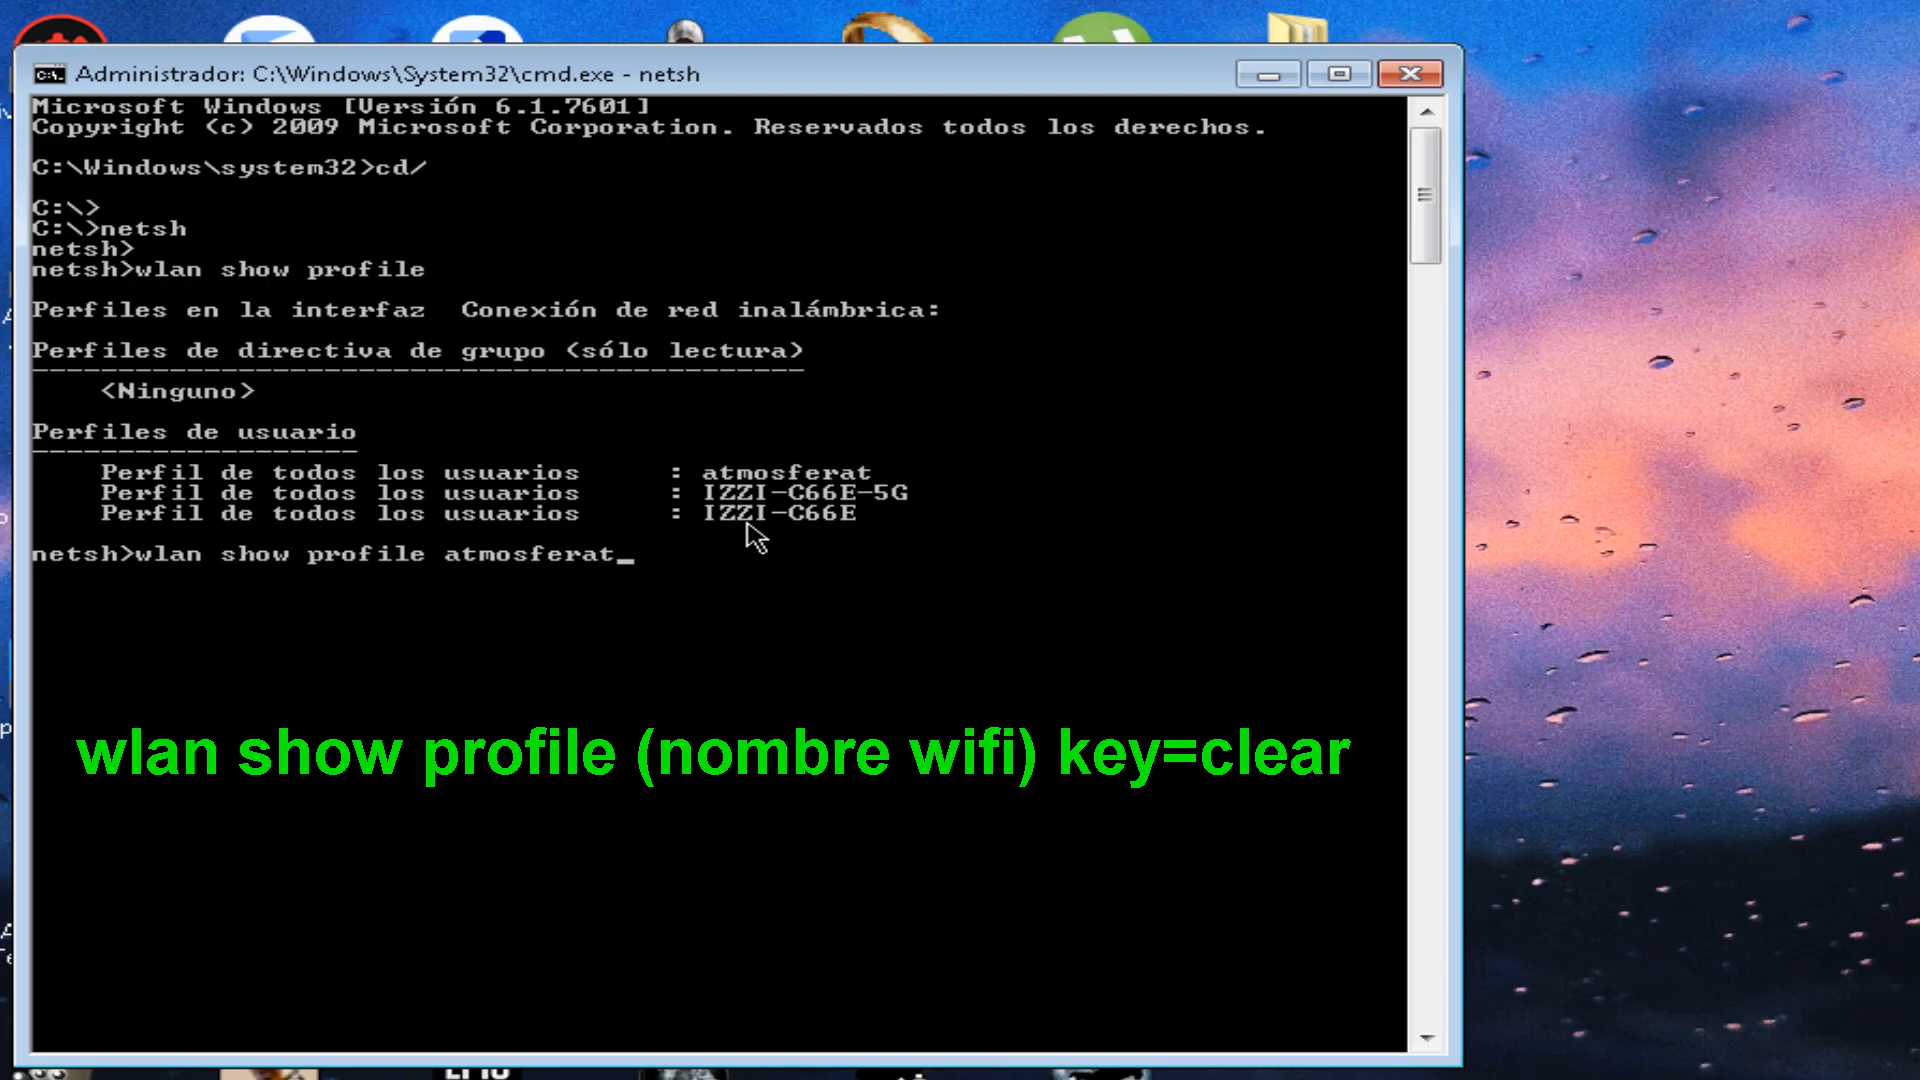 Administrador: C:\Windows\System32\cmd.exe - netsh
Microsoft Windows [Versión 6.1.7601]
Copyright (c) 2009 Microsoft Corporation. Reservados todos los derechos.
C:\Windows\system32>cd/
C:\>
C:\>netsh
netsh>
netsh>wlan show profile
Perfiles en la interfaz  Conexión de red inalámbrica:
Perfiles de directiva de grupo (sólo lectura)
---------------------------------------------
<Ninguno>
Perfiles de usuario
-------------------
Perfil de todos los usuarios     : atmosferat
Perfil de todos los usuarios     : IZZI-C66E-5G
Perfil de todos los usuarios     : IZZI-C66E
netsh>wlan show profile atmosferat_
wlan show profile (nombre wifi) key=clear